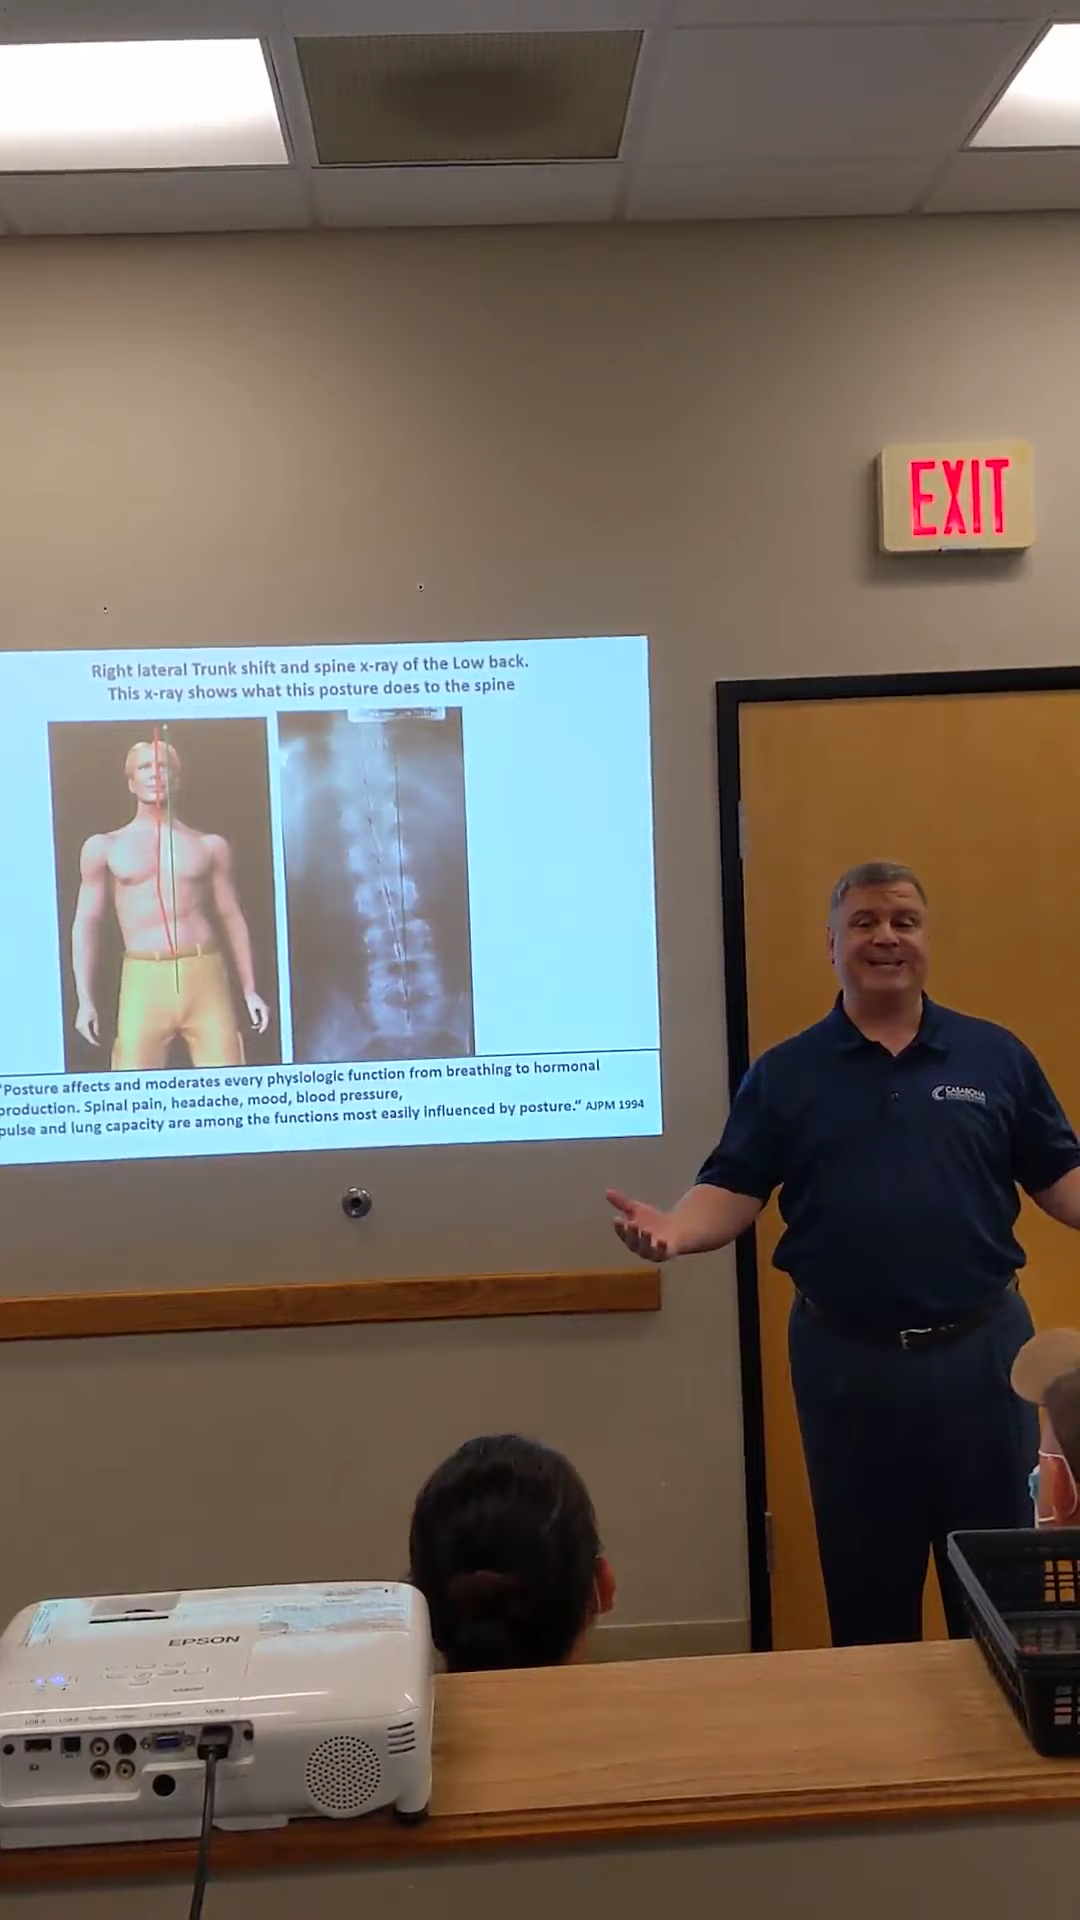 EXIT
Right lateral Trunk shift and spine x-ray of the Low back.
This x-ray shows what this posture does to the spine
"Posture affects and moderates every physiologic function from breathing to hormonal
production. Spinal pain, headache, mood, blood pressure,
pulse and lung capacity are among the functions most easily influenced by posture." AJPM 1994
CASABONA
EPSON